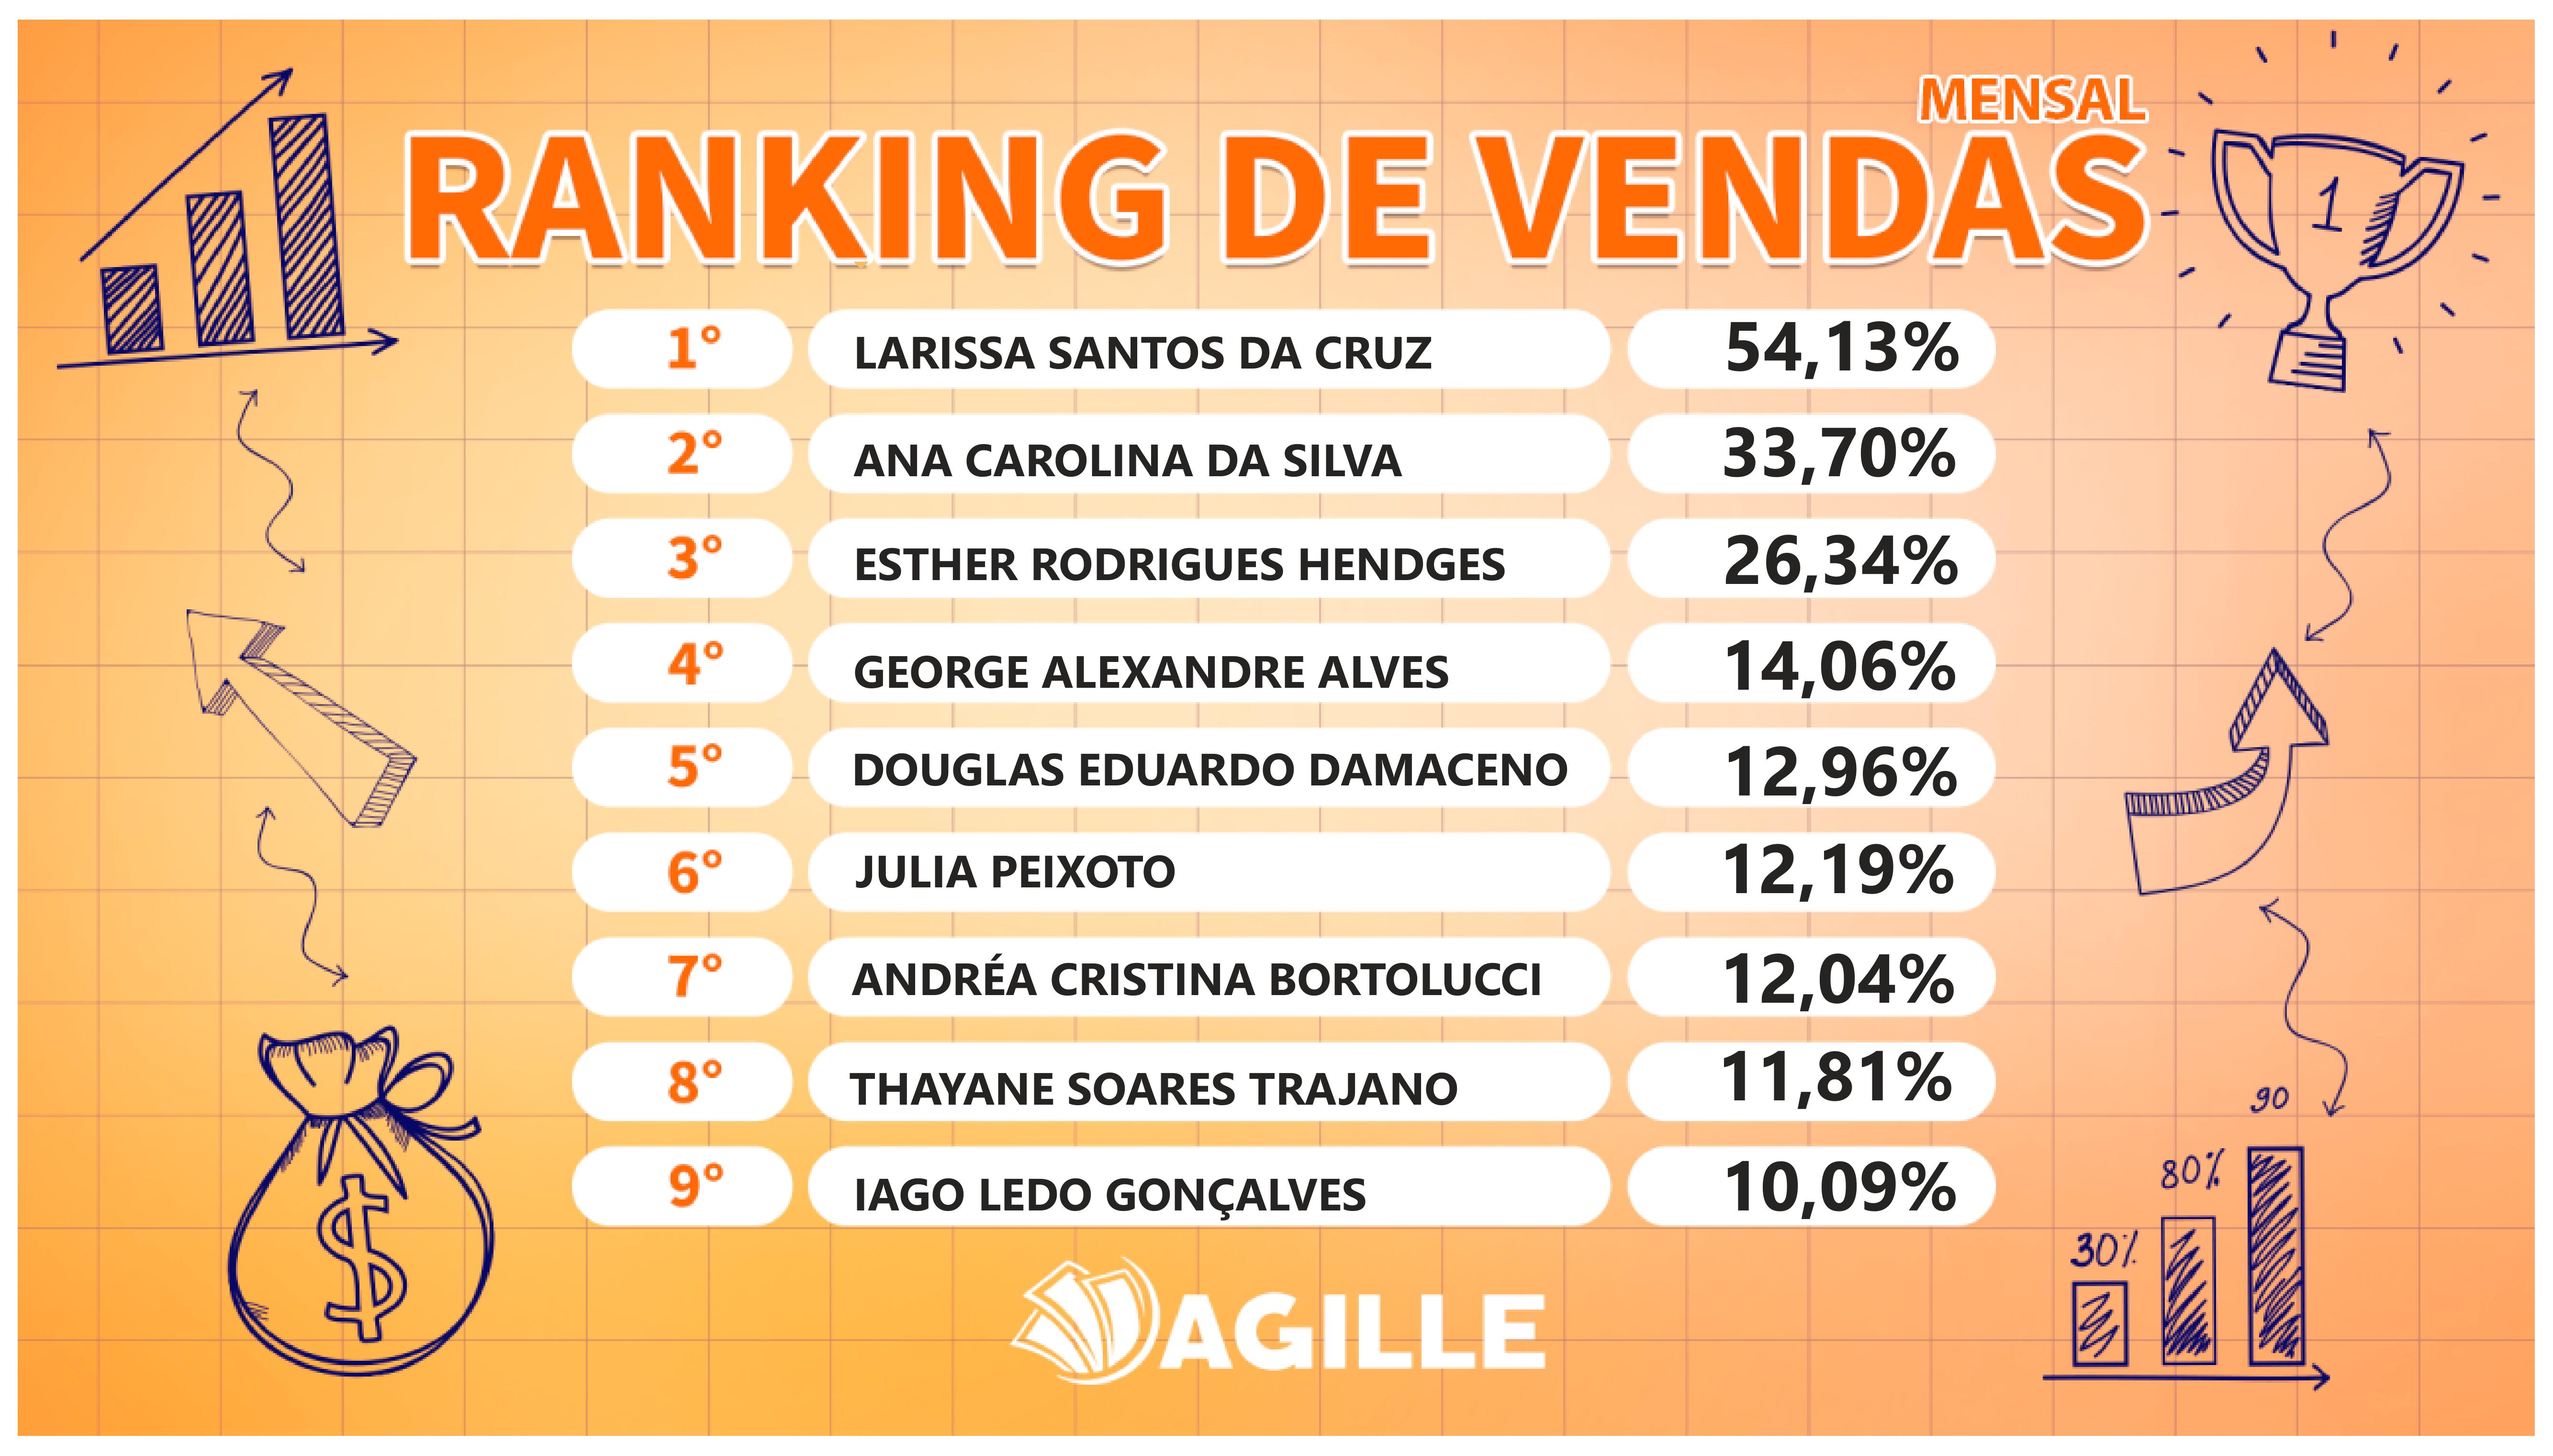 MENSAL
RANKING DE VENDAS
1
1° LARISSA SANTOS DA CRUZ 54,13%
2° ANA CAROLINA DA SILVA 33,70%
3° ESTHER RODRIGUES HENDGES 26,34%
4° GEORGE ALEXANDRE ALVES 14,06%
5° DOUGLAS EDUARDO DAMACENO 12,96%
6° JULIA PEIXOTO 12,19%
7° ANDRÉA CRISTINA BORTOLUCCI 12,04%
8° THAYANE SOARES TRAJANO 11,81%
9° IAGO LEDO GONÇALVES 10,09%
90
80%
30%
$
AGILLE